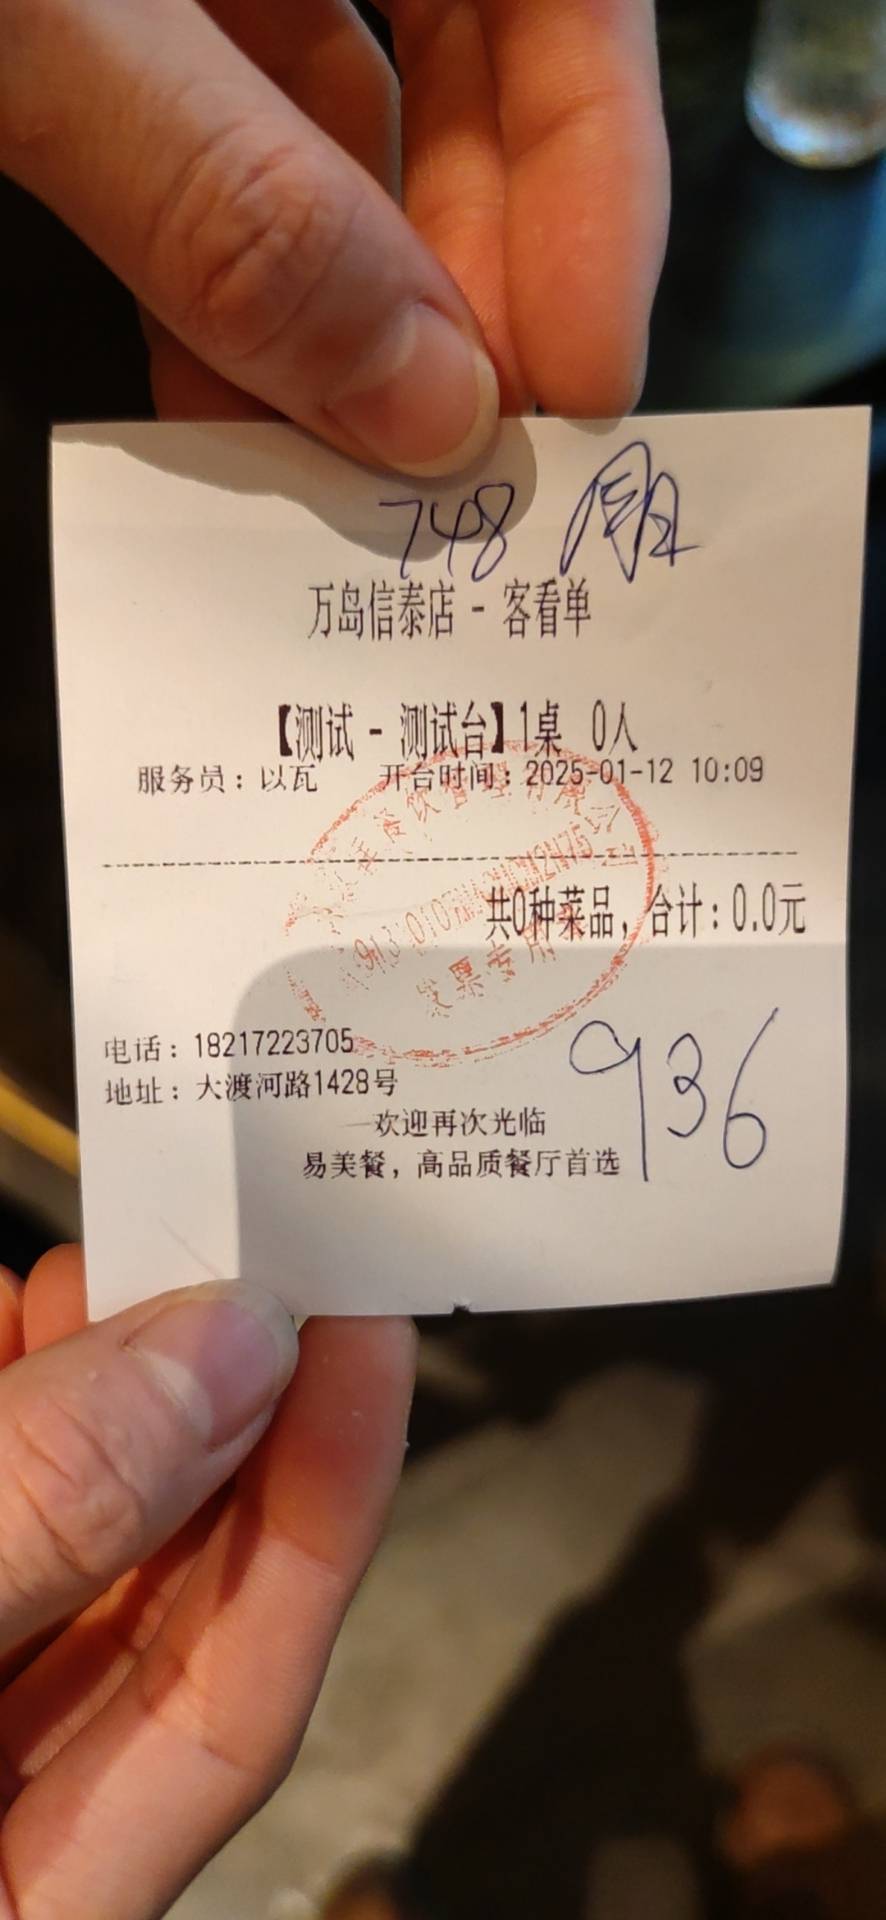 748 周
万岛信泰店 - 客看单
【测试 - 测试台】1桌 0人
服务员：以瓦 开台时间：2025-01-12 10:09
共0种菜品，合计：0.0元
发票专用
电话：18217223705
地址：大渡河路1428号
936
欢迎再次光临
易美餐，高品质餐厅首选